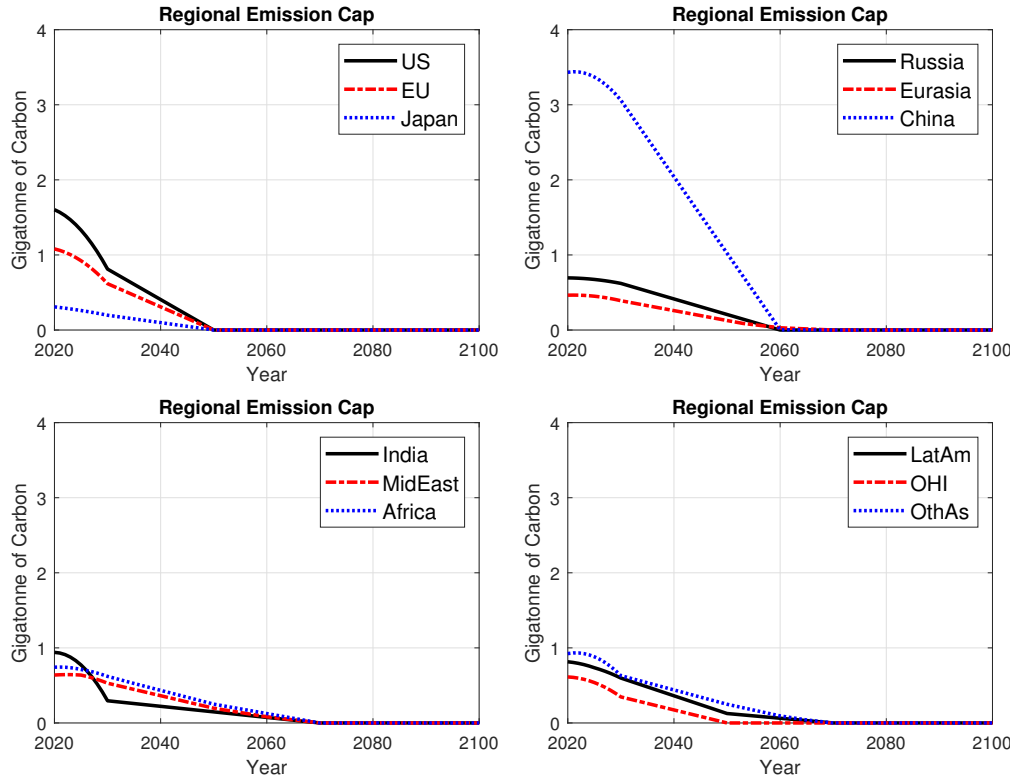 Regional Emission Cap
Gigatonne of Carbon
4
3
2
1
0
US
EU
Japan
2020 2040 2060 2080 2100
Year
Regional Emission Cap
Gigatonne of Carbon
4
3
2
1
0
Russia
Eurasia
China
2020 2040 2060 2080 2100
Year
Regional Emission Cap
Gigatonne of Carbon
4
3
2
1
0
India
MidEast
Africa
2020 2040 2060 2080 2100
Year
Regional Emission Cap
Gigatonne of Carbon
4
3
2
1
0
LatAm
OHI
OthAs
2020 2040 2060 2080 2100
Year